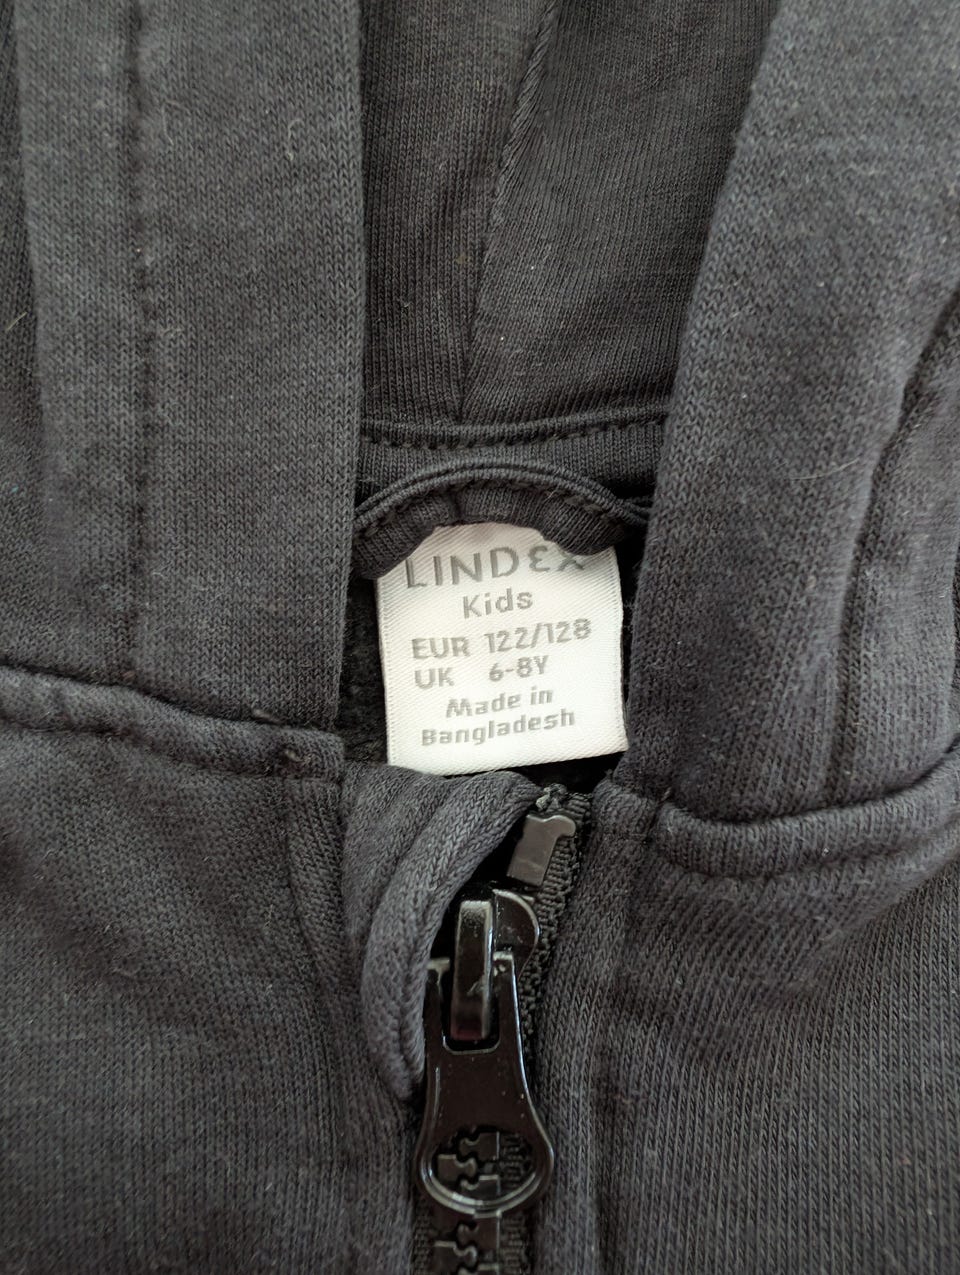 LINDEX
Kids
EUR 122/128
UK 6-8Y
Made in
Bangladesh